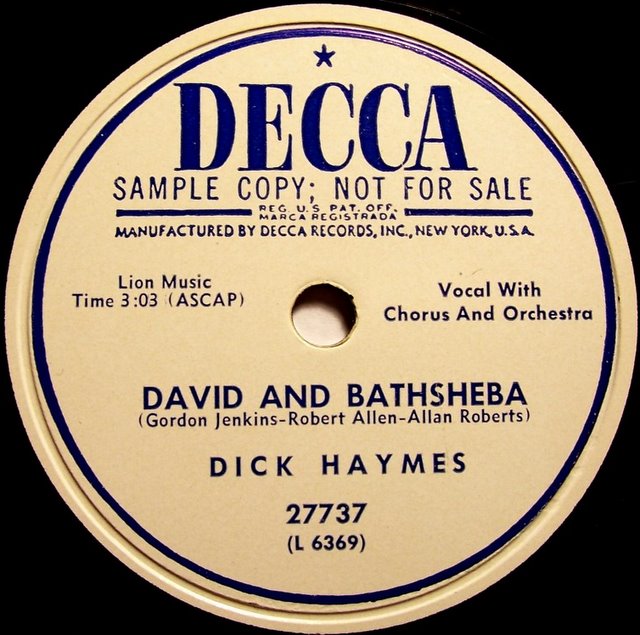 DECCA
SAMPLE COPY; NOT FOR SALE
REG. U.S. PAT. OFF.
MARCA REGISTRADA
MANUFACTURED BY DECCA RECORDS, INC., NEW YORK, U.S.A.
Lion Music
Time 3:03 (ASCAP)
Vocal With
Chorus And Orchestra
DAVID AND BATHSHEBA
(Gordon Jenkins-Robert Allen-Allan Roberts)
DICK HAYMES
27737
(L 6369)